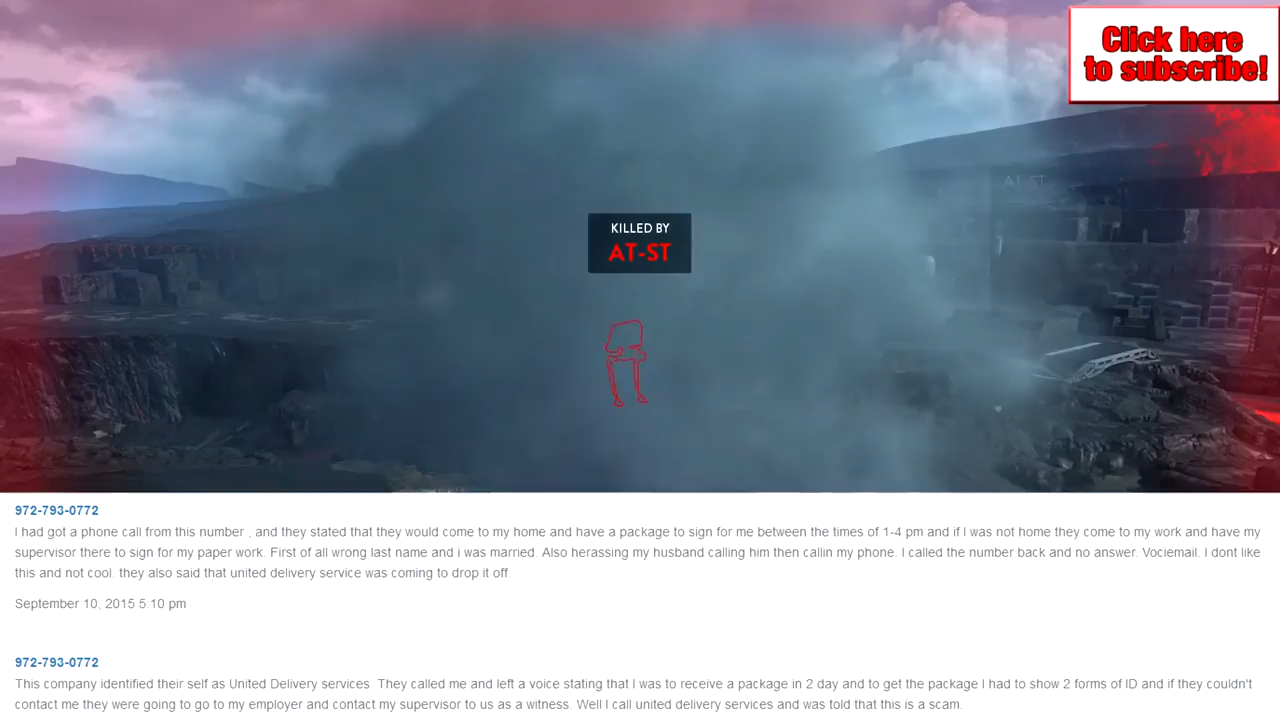 Click here
to subscribe!
AT-ST
KILLED BY
AT-ST
972-793-0772
I had got a phone call from this number , and they stated that they would come to my home and have a package to sign for me between the times of 1-4 pm and if I was not home they come to my work and have my
supervisor there to sign for my paper work. First of all wrong last name and i was married. Also herassing my husband calling him then callin my phone. I called the number back and no answer. Vociemail. I dont like
this and not cool. they also said that united delivery service was coming to drop it off
September 10, 2015 5:10 pm
972-793-0772
This company identified their self as United Delivery services. They called me and left a voice stating that I was to receive a package in 2 day and to get the package I had to show 2 forms of ID and if they couldn't
contact me they were going to go to my employer and contact my supervisor to us as a witness. Well I call united delivery services and was told that this is a scam.